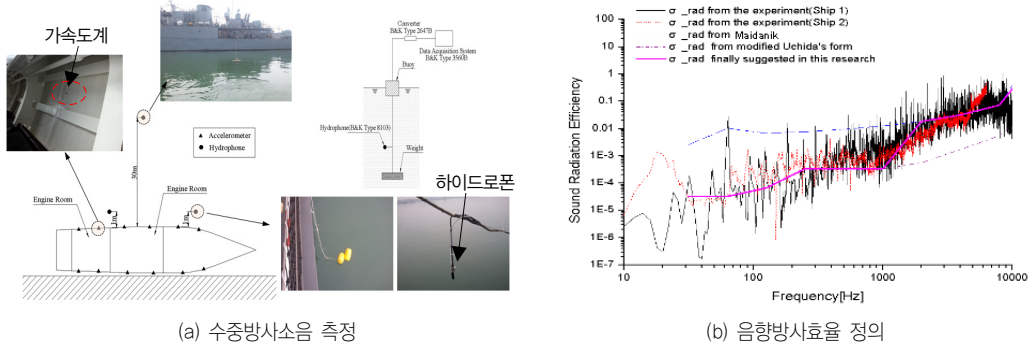 가속도계
Converter
B&K Type 2647B
Data Acquisition System
B&K Type 3560B
Buoy
Hydrophone(B&K Type 8103)
Weight
▲ Accelerometer
● Hydrophone
30m
하이드로폰
Engine Room
Engine Room
1m
1m
(a) 수중방사소음 측정
σ _rad from the experiment(Ship 1)
σ _rad from the experiment(Ship 2)
σ _rad from Maidanik
σ _rad from modified Uchida's form
σ _rad finally suggested in this research
Sound Radiation Efficiency
100
10
1
0.1
0.01
1E-3
1E-4
1E-5
1E-6
1E-7
10
100
1000
10000
Frequency[Hz]
(b) 음향방사효율 정의